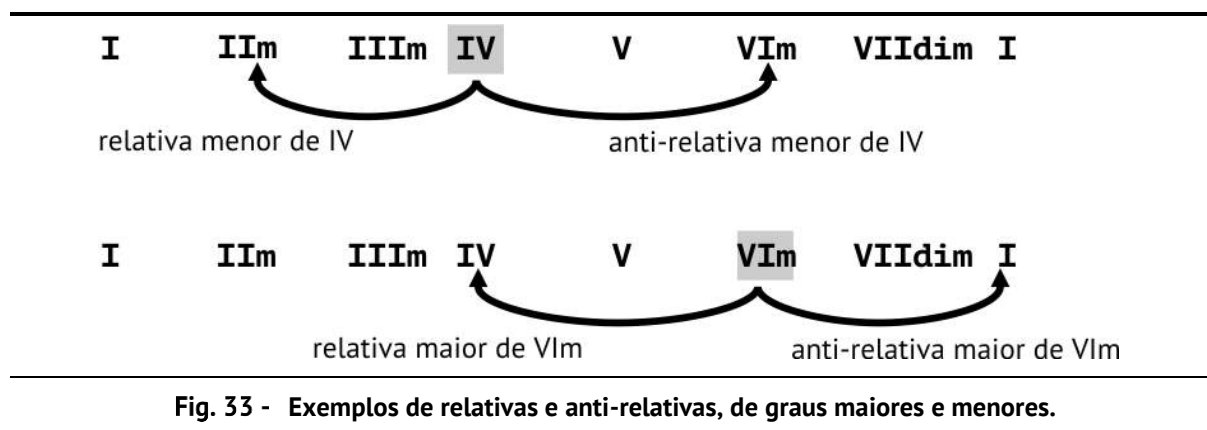 I IIm IIIm IV V VIm VIIdim I
relativa menor de IV anti-relativa menor de IV
I IIm IIIm IV V VIm VIIdim I
relativa maior de VIm anti-relativa maior de VIm
Fig. 33 - Exemplos de relativas e anti-relativas, de graus maiores e menores.